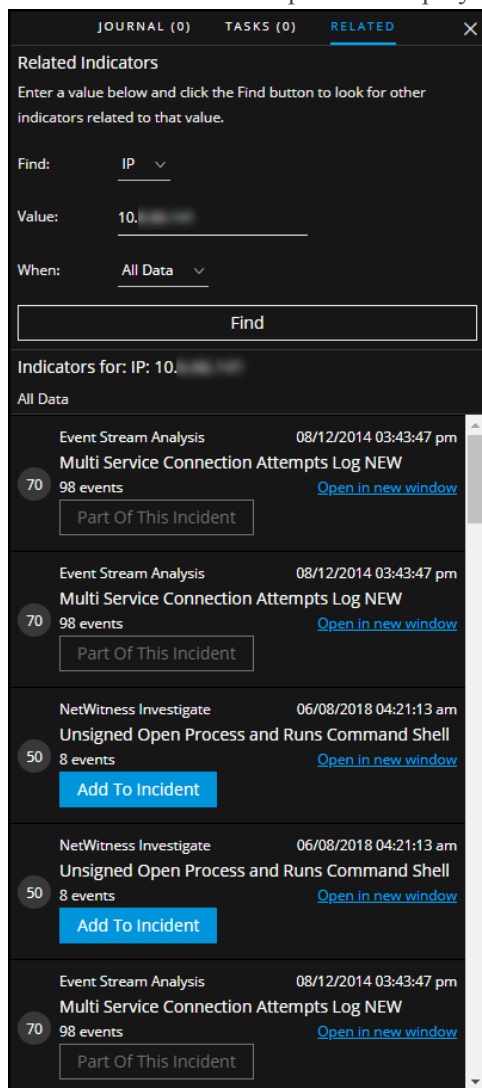 JOURNAL (0) TASKS (0) RELATED
Related Indicators
Enter a value below and click the Find button to look for other
indicators related to that value.
Find: IP
Value: 10.
When: All Data
Find
Indicators for: IP: 10.
All Data
Event Stream Analysis 08/12/2014 03:43:47 pm
Multi Service Connection Attempts Log NEW
70 98 events Open in new window
Part Of This Incident
Event Stream Analysis 08/12/2014 03:43:47 pm
Multi Service Connection Attempts Log NEW
70 98 events Open in new window
Part Of This Incident
NetWitness Investigate 06/08/2018 04:21:13 am
Unsigned Open Process and Runs Command Shell
50 8 events Open in new window
Add To Incident
NetWitness Investigate 06/08/2018 04:21:13 am
Unsigned Open Process and Runs Command Shell
50 8 events Open in new window
Add To Incident
Event Stream Analysis 08/12/2014 03:43:47 pm
Multi Service Connection Attempts Log NEW
70 98 events Open in new window
Part Of This Incident